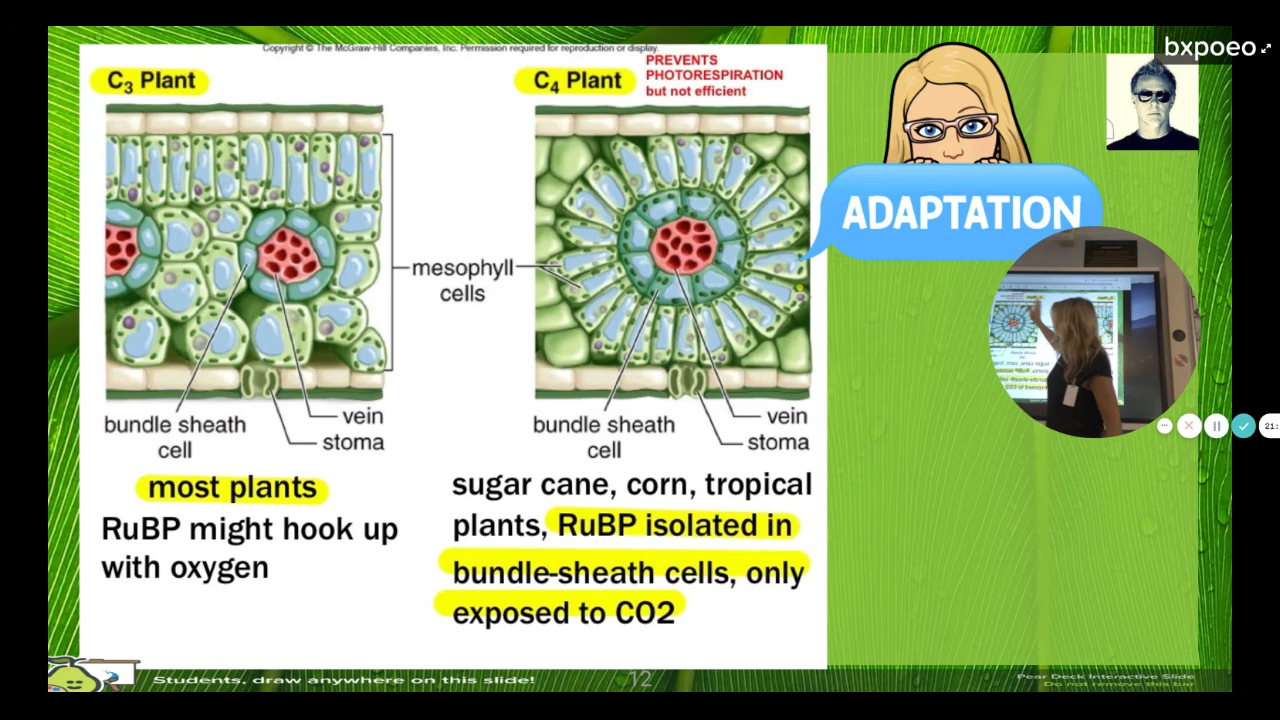 Copyright © The McGraw-Hill Companies, Inc. Permission required for reproduction or display.
bxpoeo
C3 Plant
C4 Plant
PREVENTS
PHOTORESPIRATION
but not efficient
ADAPTATION
mesophyll
cells
bundle sheath
cell
vein
stoma
bundle sheath
cell
vein
stoma
21:
most plants
RuBP might hook up
with oxygen
sugar cane, corn, tropical
plants, RuBP isolated in
bundle-sheath cells, only
exposed to CO2
Students, draw anywhere on this slide!
12
Pear Deck Interactive Slide
Do not remove this bar